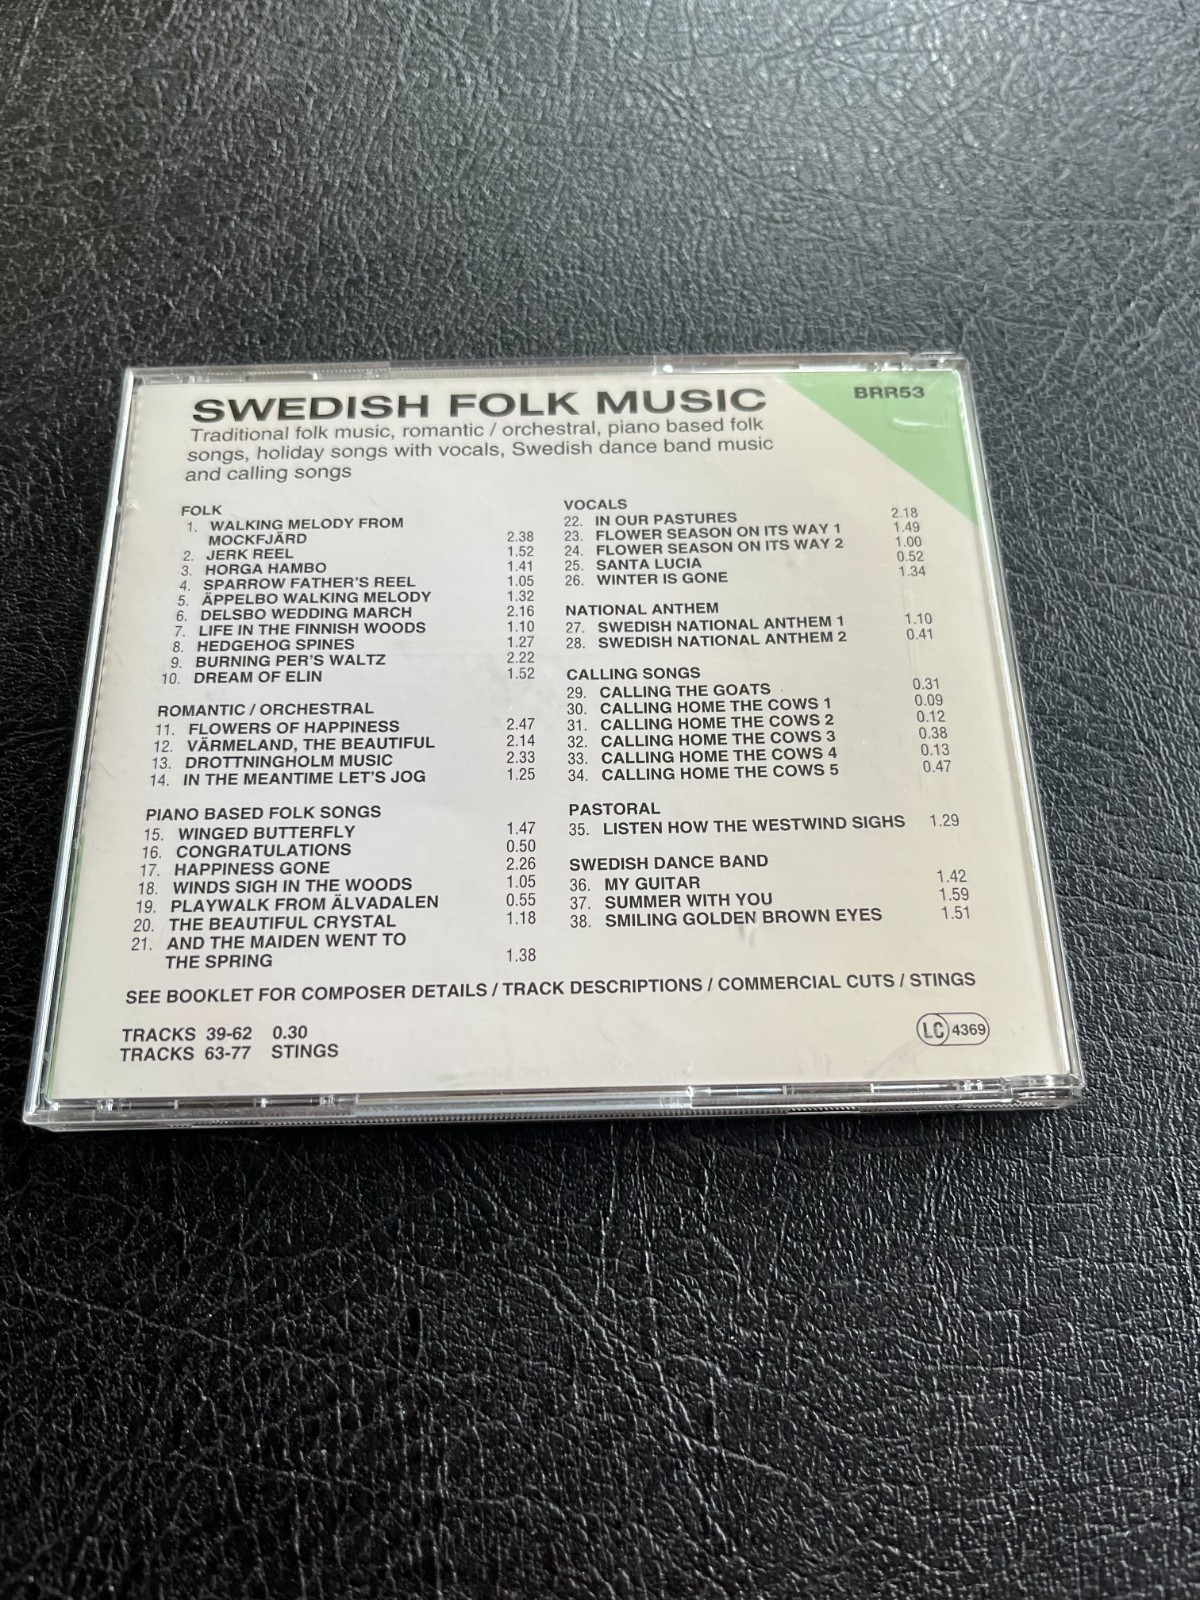 SWEDISH FOLK MUSIC
BRR53
Traditional folk music, romantic / orchestral, piano based folk
songs, holiday songs with vocals, Swedish dance band music
and calling songs
FOLK
1. WALKING MELODY FROM
MOCKFJÄRD 2.38
2. JERK REEL 1.52
3. HORGA HAMBO 1.41
4. SPARROW FATHER'S REEL 1.05
5. ÄPPELBO WALKING MELODY 1.32
6. DELSBO WEDDING MARCH 2.16
7. LIFE IN THE FINNISH WOODS 1.10
8. HEDGEHOG SPINES 1.27
9. BURNING PER'S WALTZ 2.22
10. DREAM OF ELIN 1.52
ROMANTIC / ORCHESTRAL
11. FLOWERS OF HAPPINESS 2.47
12. VÄRMELAND, THE BEAUTIFUL 2.14
13. DROTTNINGHOLM MUSIC 2.33
14. IN THE MEANTIME LET'S JOG 1.25
PIANO BASED FOLK SONGS
15. WINGED BUTTERFLY 1.47
16. CONGRATULATIONS 0.50
17. HAPPINESS GONE 2.26
18. WINDS SIGH IN THE WOODS 1.05
19. PLAYWALK FROM ÄLVADALEN 0.55
20. THE BEAUTIFUL CRYSTAL 1.18
21. AND THE MAIDEN WENT TO
THE SPRING 1.38
VOCALS
22. IN OUR PASTURES 2.18
23. FLOWER SEASON ON ITS WAY 1 1.49
24. FLOWER SEASON ON ITS WAY 2 1.00
25. SANTA LUCIA 0.52
26. WINTER IS GONE 1.34
NATIONAL ANTHEM
27. SWEDISH NATIONAL ANTHEM 1 1.10
28. SWEDISH NATIONAL ANTHEM 2 0.41
CALLING SONGS
29. CALLING THE GOATS 0.31
30. CALLING HOME THE COWS 1 0.09
31. CALLING HOME THE COWS 2 0.12
32. CALLING HOME THE COWS 3 0.38
33. CALLING HOME THE COWS 4 0.13
34. CALLING HOME THE COWS 5 0.47
PASTORAL
35. LISTEN HOW THE WESTWIND SIGHS 1.29
SWEDISH DANCE BAND
36. MY GUITAR 1.42
37. SUMMER WITH YOU 1.59
38. SMILING GOLDEN BROWN EYES 1.51
SEE BOOKLET FOR COMPOSER DETAILS / TRACK DESCRIPTIONS / COMMERCIAL CUTS / STINGS
TRACKS 39-62 0.30
TRACKS 63-77 STINGS
LC 4369